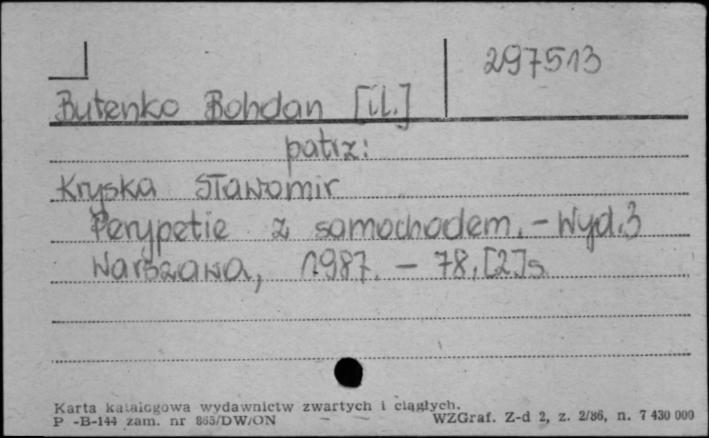 297513
Butenko Bohdan [il.]
patrz:
Kryska Sławomir
Perypetie z samochodem. - Wyd. 3
Warszawa, 1987. - 78, [2] s.
Karta katalogowa wydawnictw zwartych i ciągłych.
P -B-144 zam. nr 865/DW/ON WZGraf. Z-d 2, z. 2/86, n. 7 430 000